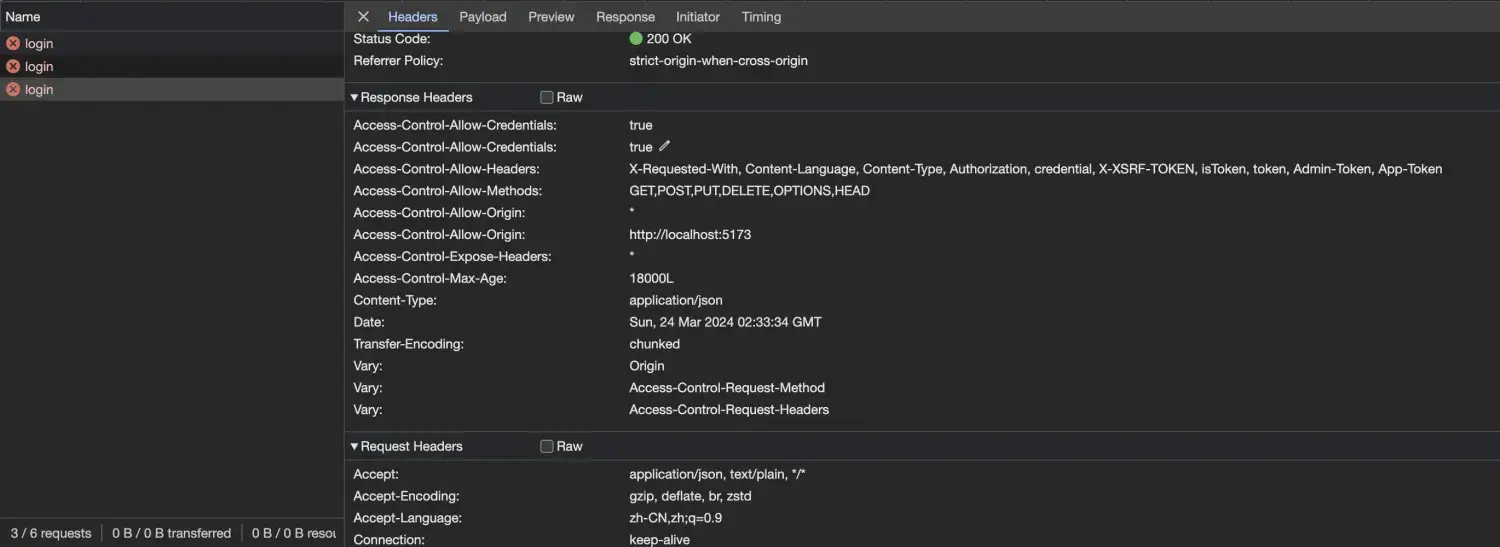 Name
login
login
login
3 / 6 requests
0 B / 0 B transferred
0 B / 0 B resou
Headers Payload Preview Response Initiator Timing
Status Code: 200 OK
Referrer Policy: strict-origin-when-cross-origin
Response Headers Raw
Access-Control-Allow-Credentials: true
Access-Control-Allow-Credentials: true
Access-Control-Allow-Headers: X-Requested-With, Content-Language, Content-Type, Authorization, credential, X-XSRF-TOKEN, isToken, token, Admin-Token, App-Token
Access-Control-Allow-Methods: GET,POST,PUT,DELETE,OPTIONS,HEAD
Access-Control-Allow-Origin: *
Access-Control-Allow-Origin: http://localhost:5173
Access-Control-Expose-Headers: *
Access-Control-Max-Age: 18000L
Content-Type: application/json
Date: Sun, 24 Mar 2024 02:33:34 GMT
Transfer-Encoding: chunked
Vary: Origin
Vary: Access-Control-Request-Method
Vary: Access-Control-Request-Headers
Request Headers Raw
Accept: application/json, text/plain, */*
Accept-Encoding: gzip, deflate, br, zstd
Accept-Language: zh-CN,zh;q=0.9
Connection: keep-alive